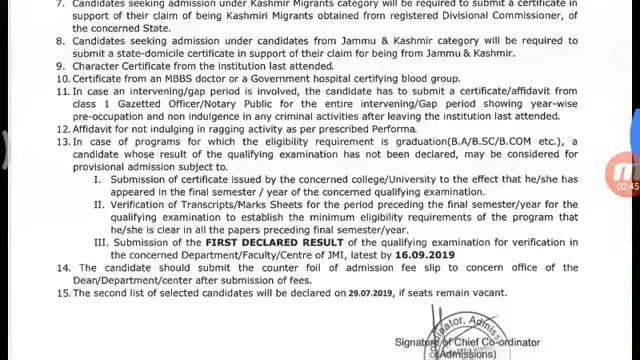 7. Candidates seeking admission under Kashmir Migrants category will be required to submit a certificate in
support of their claim of being Kashmiri Migrants obtained from registered Divisional Commissioner, of
the concerned State.
8. Candidates seeking admission under candidates from Jammu & Kashmir category will be required to
submit a state-domicile certificate in support of their claim for being from Jammu & Kashmir.
9. Character Certificate from the institution last attended.
10. Certificate from an MBBS doctor or a Government hospital certifying blood group.
11. In case an intervening/gap period is involved, the candidate has to submit a certificate/affidavit from
class 1 Gazetted Officer/Notary Public for the entire intervening/Gap period showing year-wise
pre-occupation and non indulgence in any criminal activities after leaving the institution last attended.
12. Affidavit for not indulging in ragging activity as per prescribed Performa.
13. In case of programs for which the eligibility requirement is graduation(B.A/B.SC/B.COM etc.), a
candidate whose result of the qualifying examination has not been declared, may be considered for
provisional admission subject to.
I. Submission of certificate issued by the concerned college/University to the effect that he/she has
appeared in the final semester / year of the concerned qualifying examination.
II. Verification of Transcripts/Marks Sheets for the period preceding the final semester/year for the
qualifying examination to establish the minimum eligibility requirements of the program that
he/she is clear in all the papers preceding final semester/year.
III. Submission of the FIRST DECLARED RESULT of the qualifying examination for verification in
the concerned Department/Faculty/Centre of JMI, latest by 16.09.2019
14. The candidate should submit the counter foil of admission fee slip to concern office of the
Dean/Department/center after submission of fees.
15. The second list of selected candidates will be declared on 29.07.2019, if seats remain vacant.
Signature of Chief Co-ordinator
(Admissions)
02:45